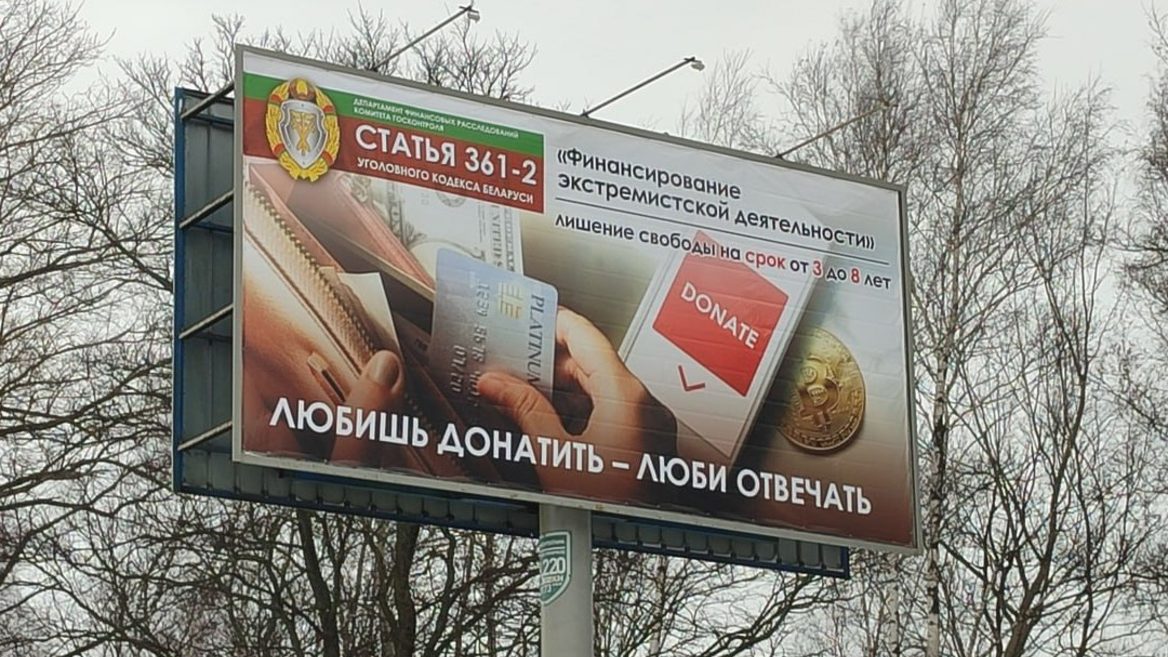 ДЕПАРТАМЕНТ ФИНАНСОВЫХ РАССЛЕДОВАНИЙ
КОМИТЕТА ГОСКОНТРОЛЯ
СТАТЬЯ 361-2
УГОЛОВНОГО КОДЕКСА БЕЛАРУСИ
«Финансирование
экстремистской деятельности»
лишение свободы на срок от 3 до 8 лет
PLATINUM
DONATE
ЛЮБИШЬ ДОНАТИТЬ – ЛЮБИ ОТВЕЧАТЬ
220